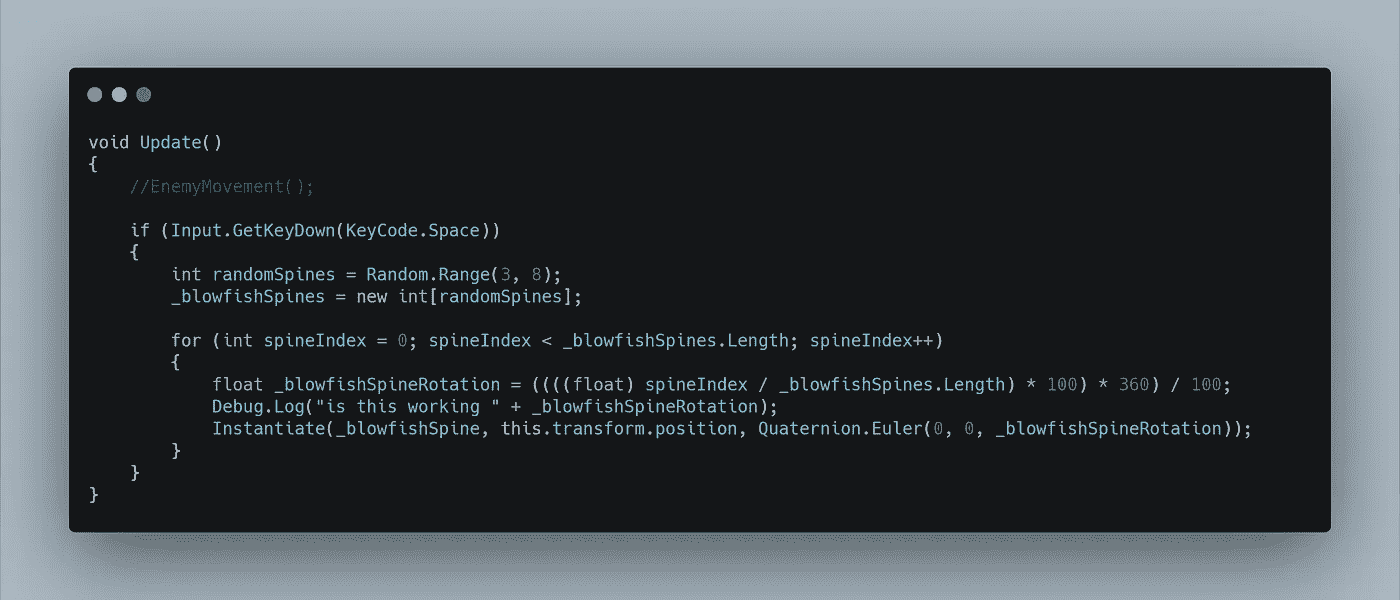 void Update()
{
    //EnemyMovement();

    if (Input.GetKeyDown(KeyCode.Space))
    {
        int randomSpines = Random.Range(3, 8);
        _blowfishSpines = new int[randomSpines];

        for (int spineIndex = 0; spineIndex < _blowfishSpines.Length; spineIndex++)
        {
            float _blowfishSpineRotation = ((((float) spineIndex / _blowfishSpines.Length) * 100) * 360) / 100;
            Debug.Log("is this working " + _blowfishSpineRotation);
            Instantiate(_blowfishSpine, this.transform.position, Quaternion.Euler(0, 0, _blowfishSpineRotation));
        }
    }
}